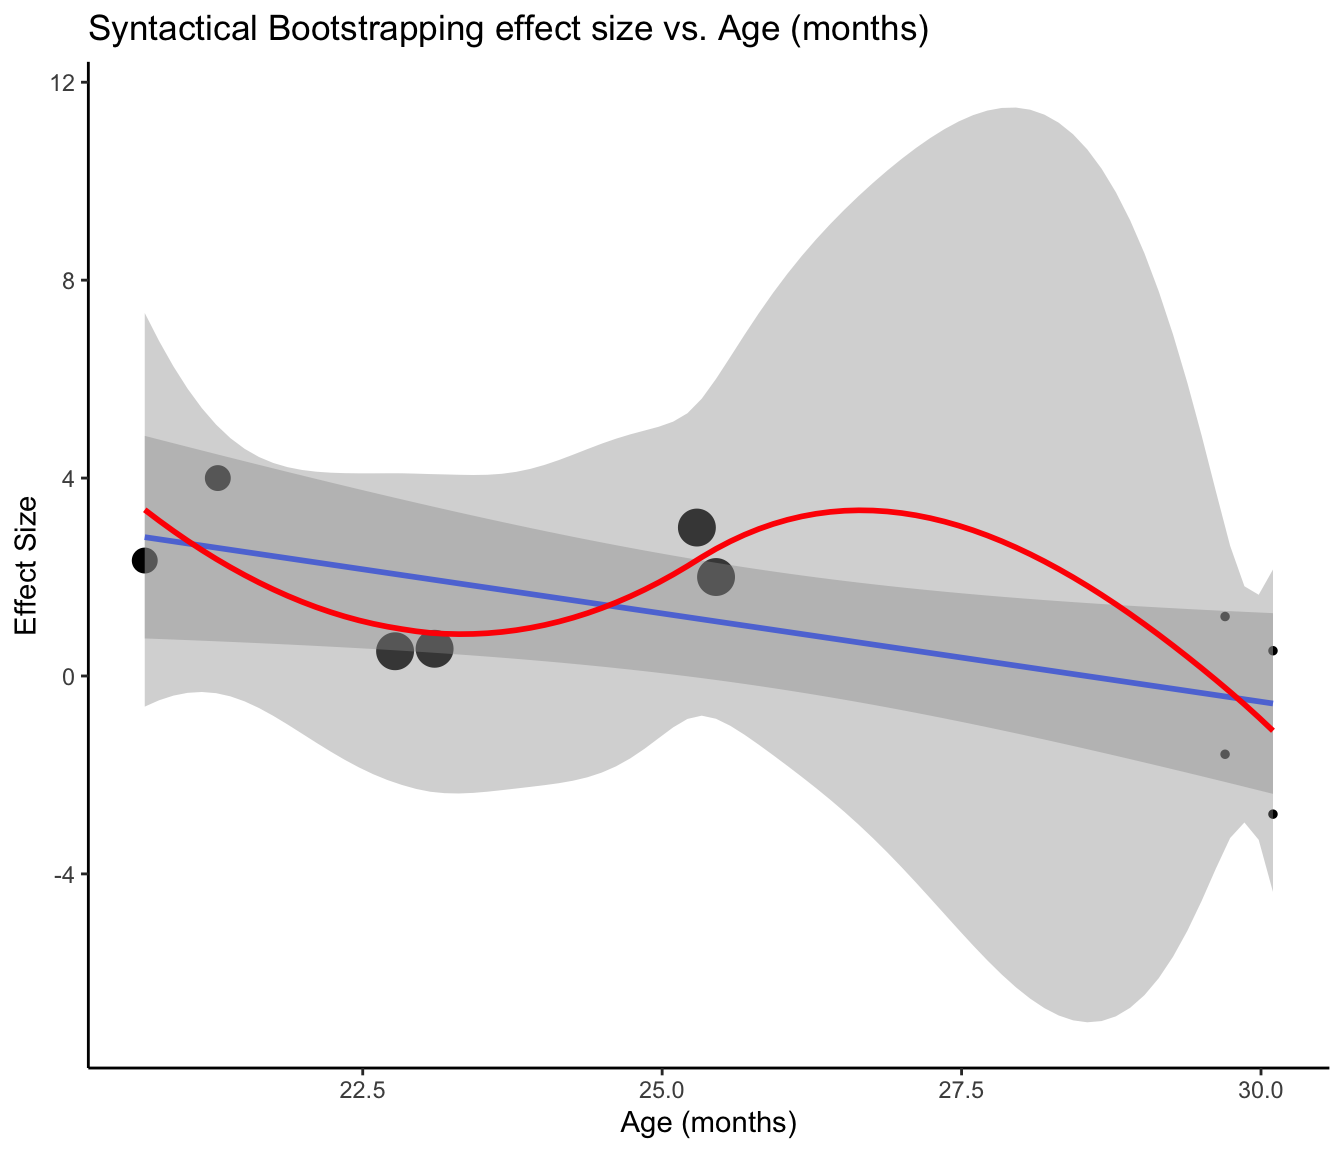 Syntactical Bootstrapping effect size vs. Age (months)
12
8
4
0
-4
Effect Size
22.5 25.0 27.5 30.0
Age (months)